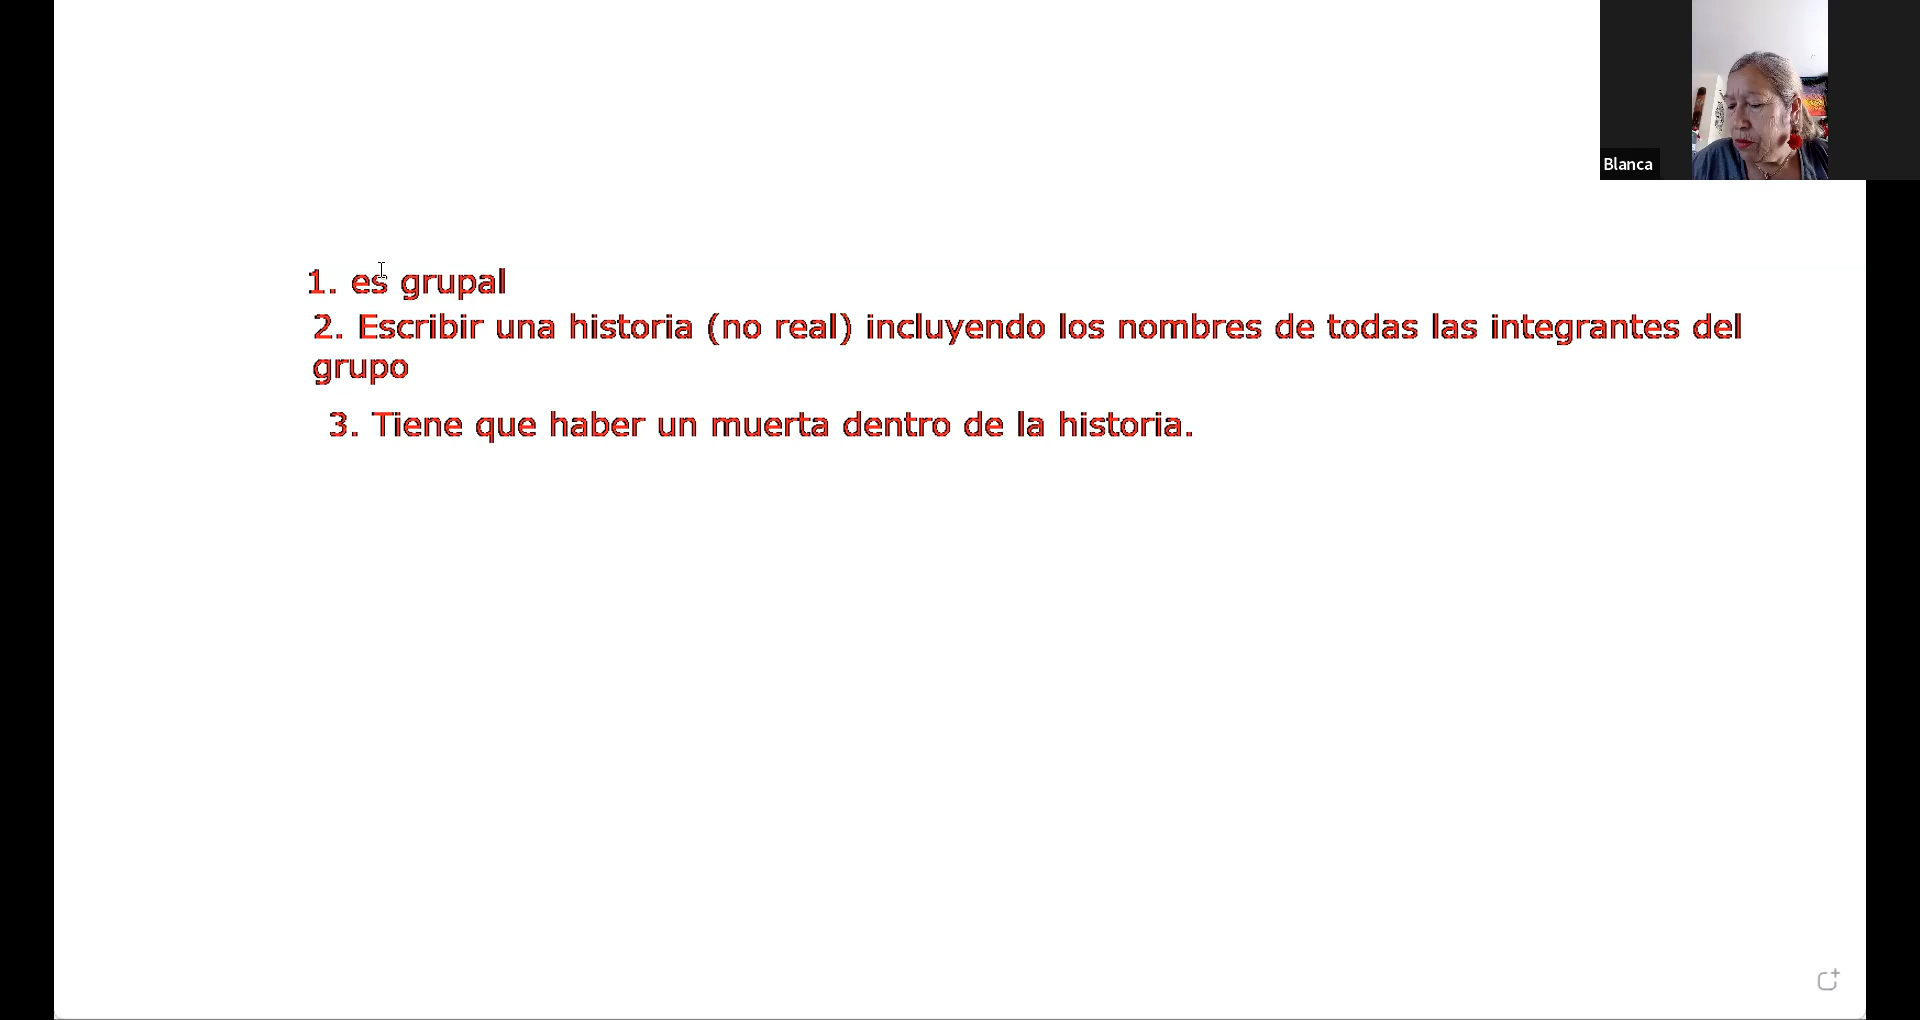 Blanca
1. es grupal
2. Escribir una historia (no real) incluyendo los nombres de todas las integrantes del
grupo
3. Tiene que haber un muerta dentro de la historia.